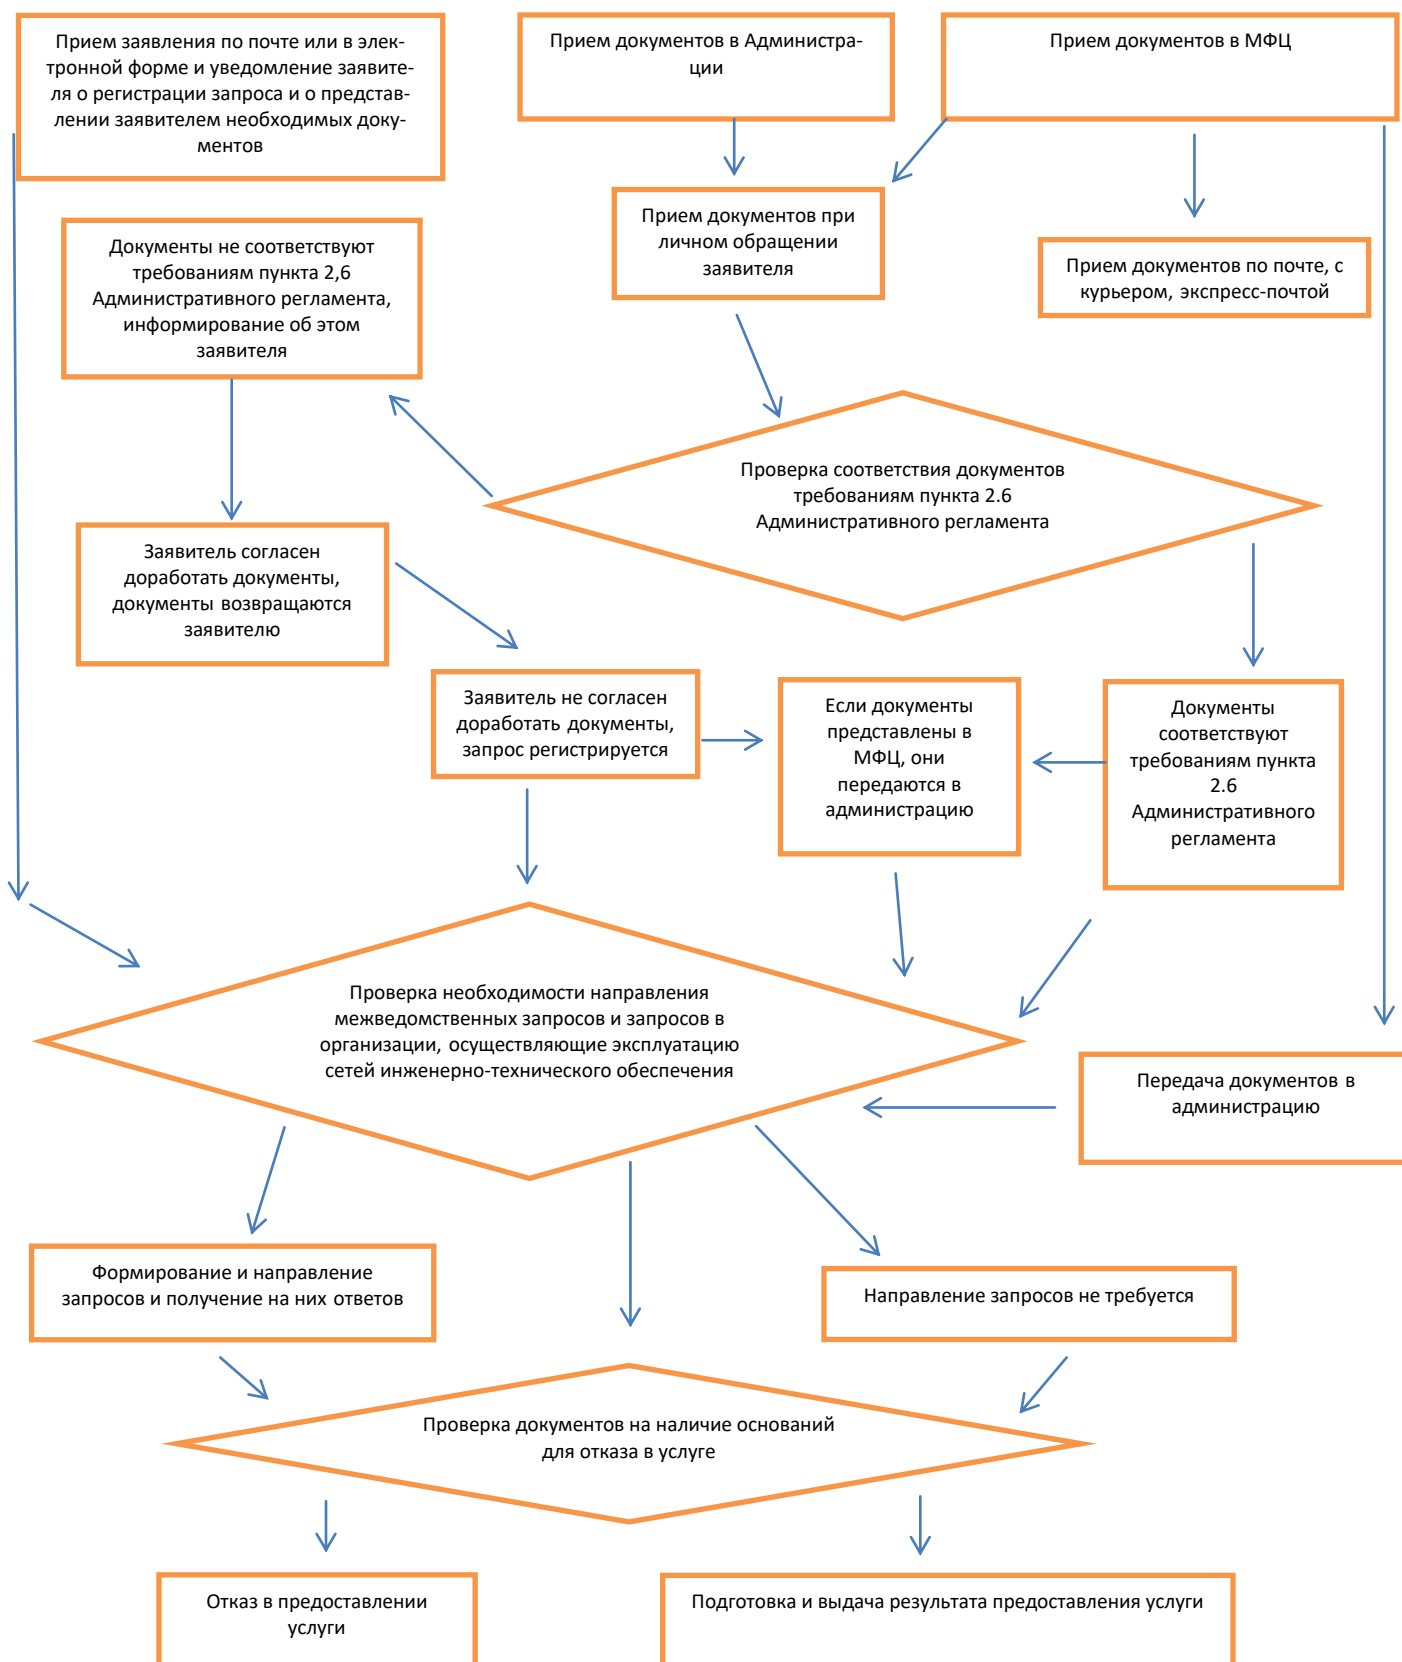 Прием заявления по почте или в элек-
тронной форме и уведомление заявите-
ля о регистрации запроса и о представ-
лении заявителем необходимых доку-
ментов
Прием документов в Администра-
ции
Прием документов в МФЦ
Прием документов при
личном обращении
заявителя
Документы не соответствуют
требованиям пункта 2,6
Административного регламента,
информирование об этом
заявителя
Прием документов по почте, с
курьером, экспресс-почтой
Проверка соответствия документов
требованиям пункта 2.6
Административного регламента
Заявитель согласен
доработать документы,
документы возвращаются
заявителю
Заявитель не согласен
доработать документы,
запрос регистрируется
Если документы
представлены в
МФЦ, они
передаются в
администрацию
Документы
соответствуют
требованиям пункта
2.6
Административного
регламента
Проверка необходимости направления
межведомственных запросов и запросов в
организации, осуществляющие эксплуатацию
сетей инженерно-технического обеспечения
Передача документов в
администрацию
Формирование и направление
запросов и получение на них ответов
Направление запросов не требуется
Проверка документов на наличие оснований
для отказа в услуге
Отказ в предоставлении
услуги
Подготовка и выдача результата предоставления услуги